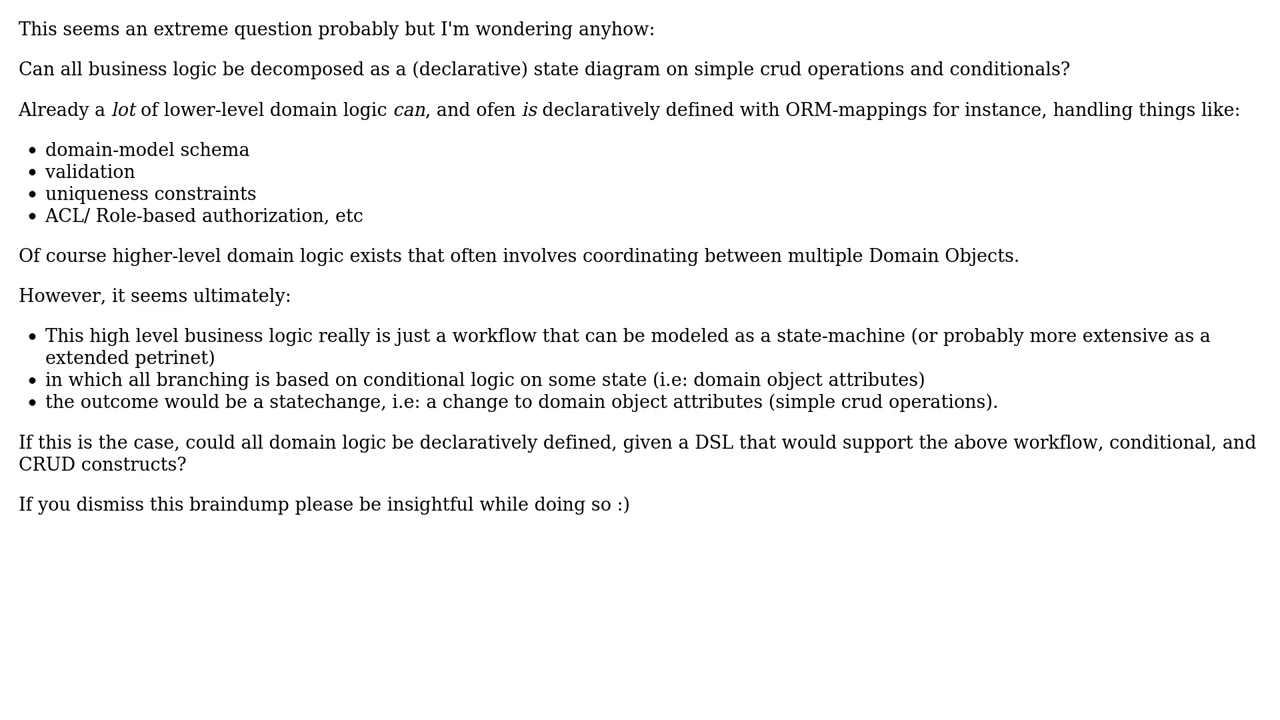 This seems an extreme question probably but I'm wondering anyhow:
Can all business logic be decomposed as a (declarative) state diagram on simple crud operations and conditionals?
Already a lot of lower-level domain logic can, and ofen is declaratively defined with ORM-mappings for instance, handling things like:
• domain-model schema
• validation
• uniqueness constraints
• ACL/ Role-based authorization, etc
Of course higher-level domain logic exists that often involves coordinating between multiple Domain Objects.
However, it seems ultimately:
• This high level business logic really is just a workflow that can be modeled as a state-machine (or probably more extensive as a
extended petrinet)
• in which all branching is based on conditional logic on some state (i.e: domain object attributes)
• the outcome would be a statechange, i.e: a change to domain object attributes (simple crud operations).
If this is the case, could all domain logic be declaratively defined, given a DSL that would support the above workflow, conditional, and
CRUD constructs?
If you dismiss this braindump please be insightful while doing so :)